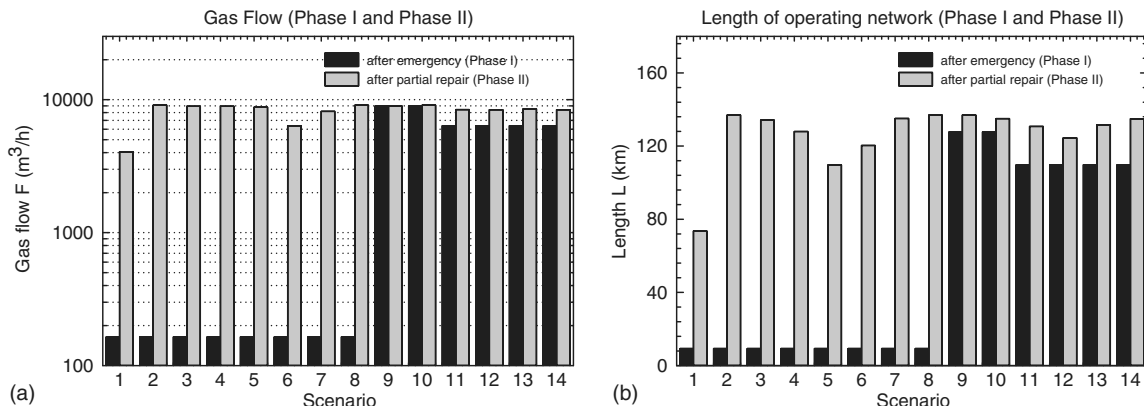 Gas Flow (Phase I and Phase II)
after emergency (Phase I)
after partial repair (Phase II)
10000
1000
100
Gas flow F (m³/h)
1 2 3 4 5 6 7 8 9 10 11 12 13 14
Scenario
(a)
Length of operating network (Phase I and Phase II)
after emergency (Phase I)
after partial repair (Phase II)
160
120
80
40
0
Length L (km)
1 2 3 4 5 6 7 8 9 10 11 12 13 14
Scenario
(b)